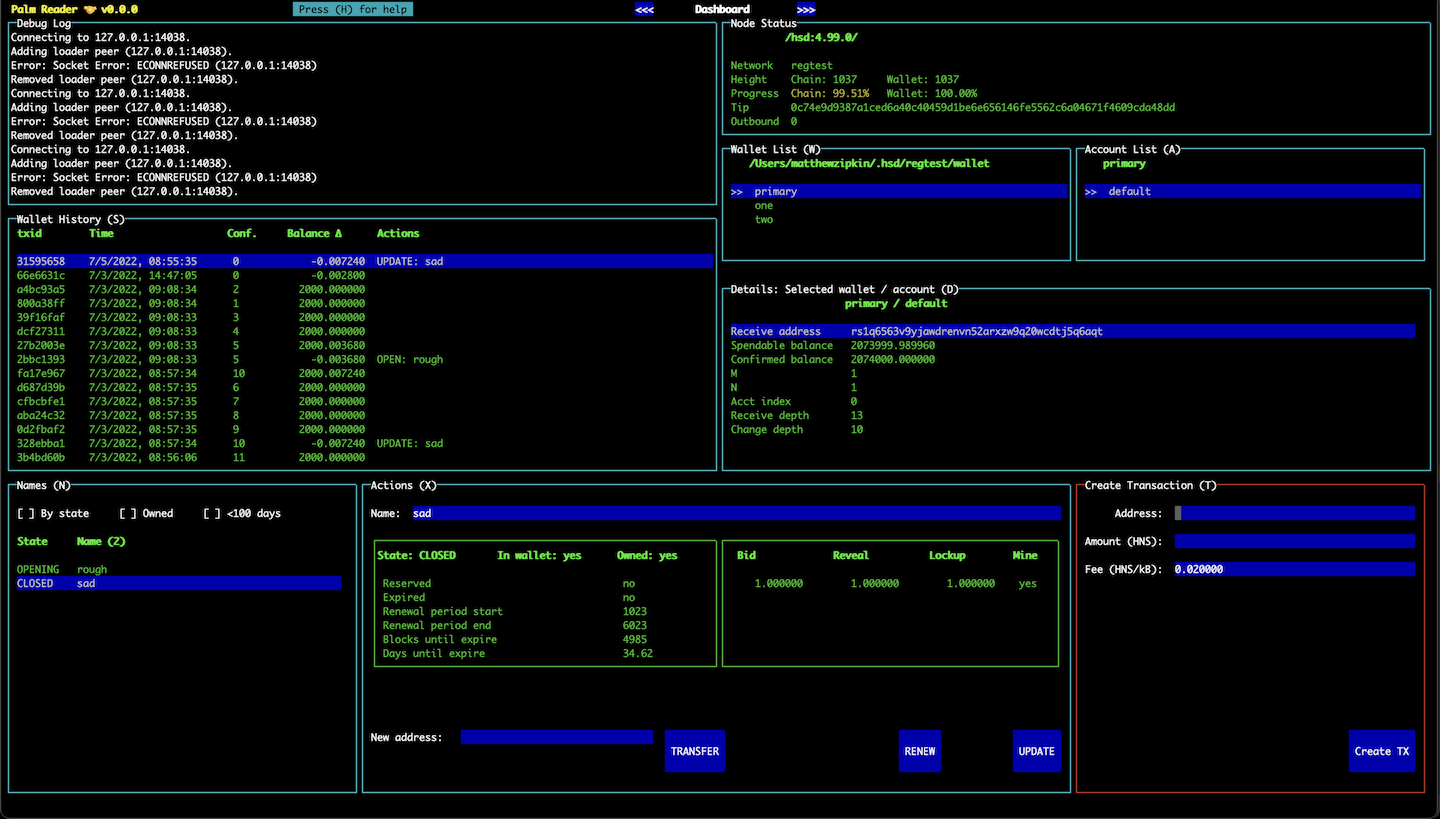 Palm Reader 🤝 v0.0.0 Press (H) for help <<< Dashboard >>>
Debug Log
Connecting to 127.0.0.1:14038.
Adding loader peer (127.0.0.1:14038).
Error: Socket Error: ECONNREFUSED (127.0.0.1:14038)
Removed loader peer (127.0.0.1:14038).
Connecting to 127.0.0.1:14038.
Adding loader peer (127.0.0.1:14038).
Error: Socket Error: ECONNREFUSED (127.0.0.1:14038)
Removed loader peer (127.0.0.1:14038).
Connecting to 127.0.0.1:14038.
Adding loader peer (127.0.0.1:14038).
Error: Socket Error: ECONNREFUSED (127.0.0.1:14038)
Removed loader peer (127.0.0.1:14038).
Node Status
/hsd:4.99.0/
Network regtest
Height Chain: 1037 Wallet: 1037
Progress Chain: 99.51% Wallet: 100.00%
Tip 0c74e9d9387a1ced6a40c40459d1be6e656146fe5562c6a04671f4609cda48dd
Outbound 0
Wallet List (W)
/Users/matthewzipkin/.hsd/regtest/wallet
>> primary
one
two
Account List (A)
primary
>> default
Wallet History (S)
txid Time Conf. Balance Δ Actions
31595658 7/5/2022, 08:55:35 0 -0.007240 UPDATE: sad
66e6631c 7/3/2022, 14:47:05 0 -0.002800
a4bc93a5 7/3/2022, 09:08:34 2 2000.000000
800a38ff 7/3/2022, 09:08:34 1 2000.000000
39f16faf 7/3/2022, 09:08:33 3 2000.000000
dcf27311 7/3/2022, 09:08:33 4 2000.000000
27b2003e 7/3/2022, 09:08:33 5 2000.003680
2bbc1393 7/3/2022, 09:08:33 5 -0.003680 OPEN: rough
fa17e967 7/3/2022, 08:57:34 10 2000.007240
d687d39b 7/3/2022, 08:57:35 6 2000.000000
cfbcbfe1 7/3/2022, 08:57:35 7 2000.000000
aba24c32 7/3/2022, 08:57:35 8 2000.000000
0d2fbaf2 7/3/2022, 08:57:35 9 2000.000000
328ebba1 7/3/2022, 08:57:34 10 -0.007240 UPDATE: sad
3b4bd60b 7/3/2022, 08:56:06 11 2000.000000
Details: Selected wallet / account (D)
primary / default
Receive address rs1q6563v9yjawdrenvn52arxzw9q20wcdtj5q6aqt
Spendable balance 2073999.989960
Confirmed balance 2074000.000000
M 1
N 1
Acct index 0
Receive depth 13
Change depth 10
Names (N)
[ ] By state [ ] Owned [ ] <100 days
State Name (2)
OPENING rough
CLOSED sad
Actions (X)
Name: sad
State: CLOSED In wallet: yes Owned: yes
Reserved no
Expired no
Renewal period start 1023
Renewal period end 6023
Blocks until expire 4985
Days until expire 34.62
Bid Reveal Lockup Mine
1.000000 1.000000 1.000000 yes
New address: TRANSFER RENEW UPDATE
Create Transaction (T)
Address:
Amount (HNS):
Fee (HNS/kB): 0.020000
Create TX